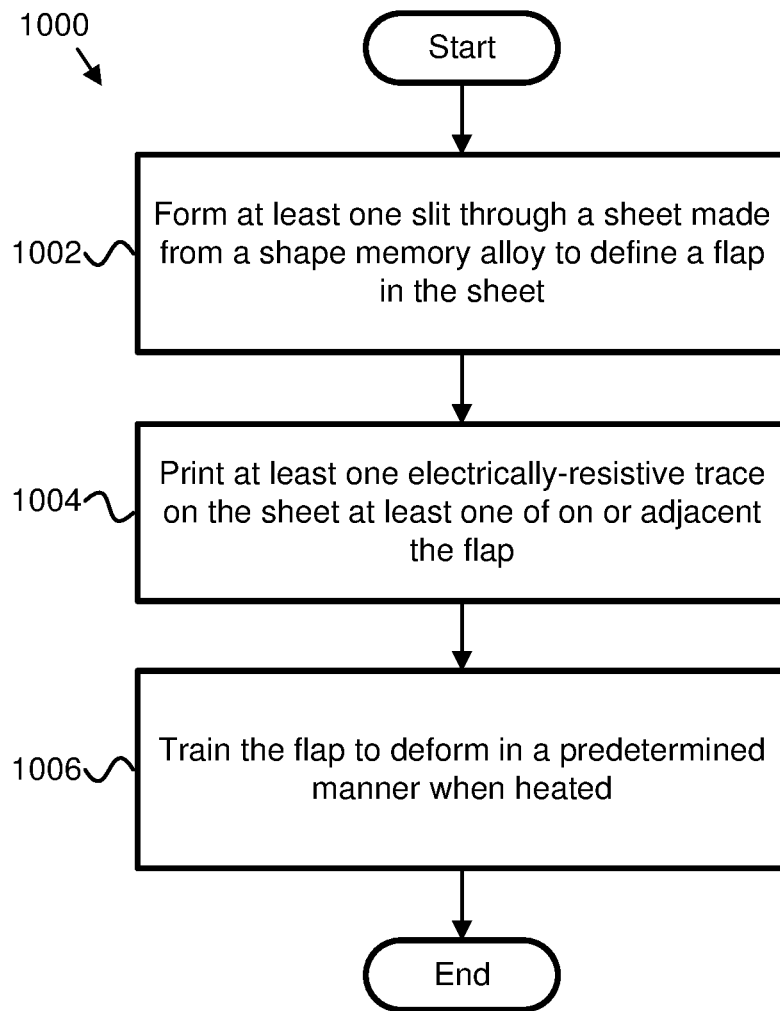 1000
Start
1002
Form at least one slit through a sheet made
from a shape memory alloy to define a flap
in the sheet
1004
Print at least one electrically-resistive trace
on the sheet at least one of on or adjacent
the flap
1006
Train the flap to deform in a predetermined
manner when heated
End